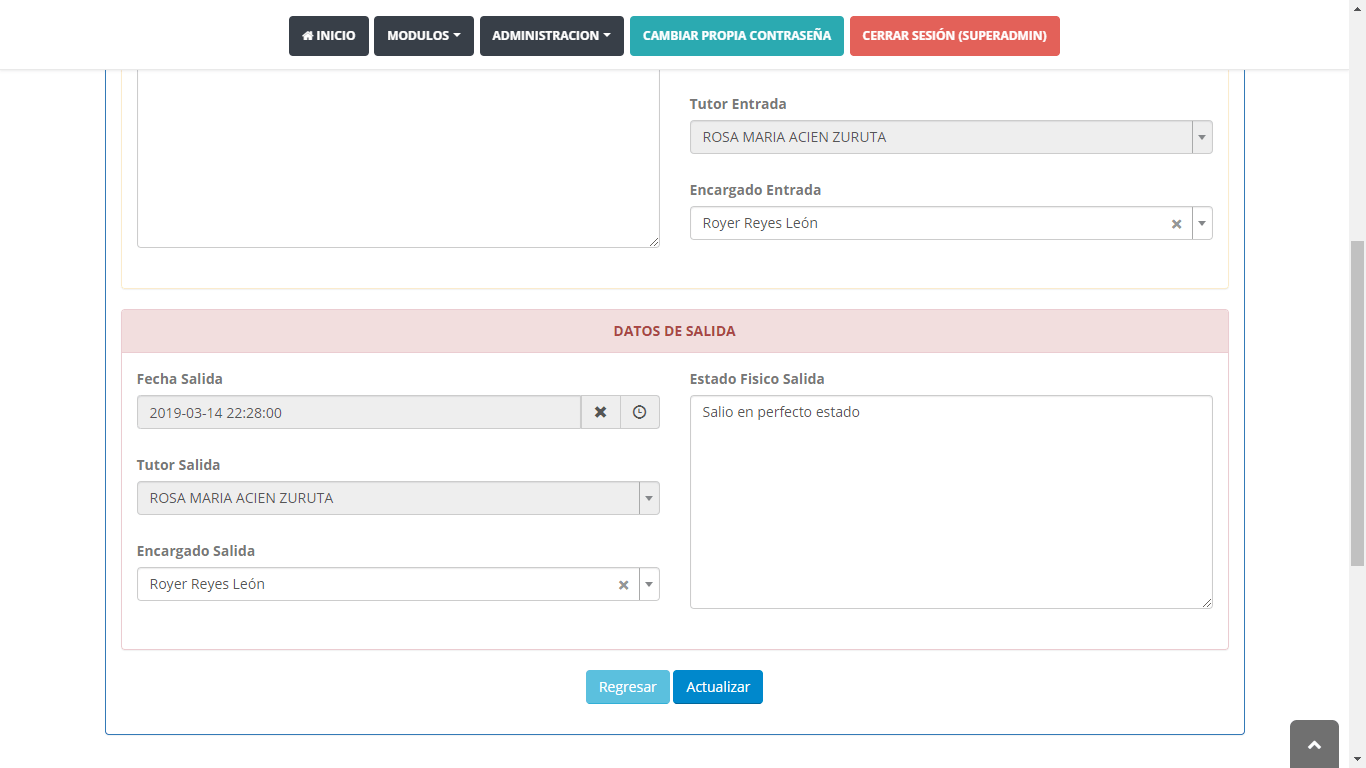 INICIO
MODULOS
ADMINISTRACION
CAMBIAR PROPIA CONTRASEÑA
CERRAR SESIÓN (SUPERADMIN)
Tutor Entrada
ROSA MARIA ACIEN ZURUTA
Encargado Entrada
Royer Reyes León
DATOS DE SALIDA
Fecha Salida
2019-03-14 22:28:00
Tutor Salida
ROSA MARIA ACIEN ZURUTA
Encargado Salida
Royer Reyes León
Estado Fisico Salida
Salio en perfecto estado
Regresar
Actualizar